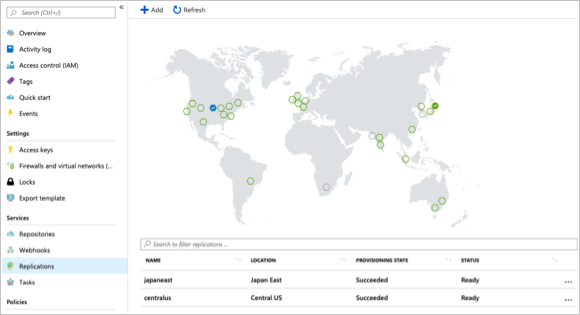 Search (Ctrl+/)
«
Overview
Activity log
Access control (IAM)
Tags
Quick start
Events
Settings
Access keys
Firewalls and virtual networks (...
Locks
Export template
Services
Repositories
Webhooks
Replications
Tasks
Policies
Add Refresh
Search to filter replications ...
NAME LOCATION PROVISIONING STATE STATUS
japaneast Japan East Succeeded Ready ...
centralus Central US Succeeded Ready ...